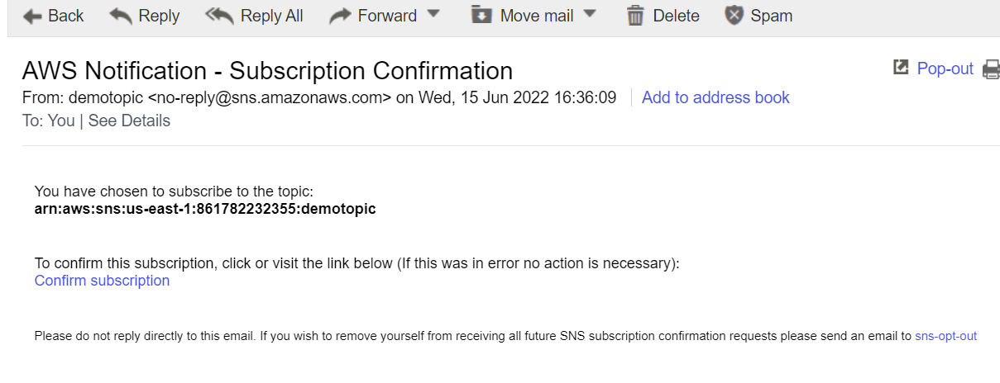 Back Reply Reply All Forward Move mail Delete Spam
AWS Notification - Subscription Confirmation
Pop-out
From: demotopic <no-reply@sns.amazonaws.com> on Wed, 15 Jun 2022 16:36:09 Add to address book
To: You | See Details
You have chosen to subscribe to the topic:
arn:aws:sns:us-east-1:861782232355:demotopic
To confirm this subscription, click or visit the link below (If this was in error no action is necessary):
Confirm subscription
Please do not reply directly to this email. If you wish to remove yourself from receiving all future SNS subscription confirmation requests please send an email to sns-opt-out